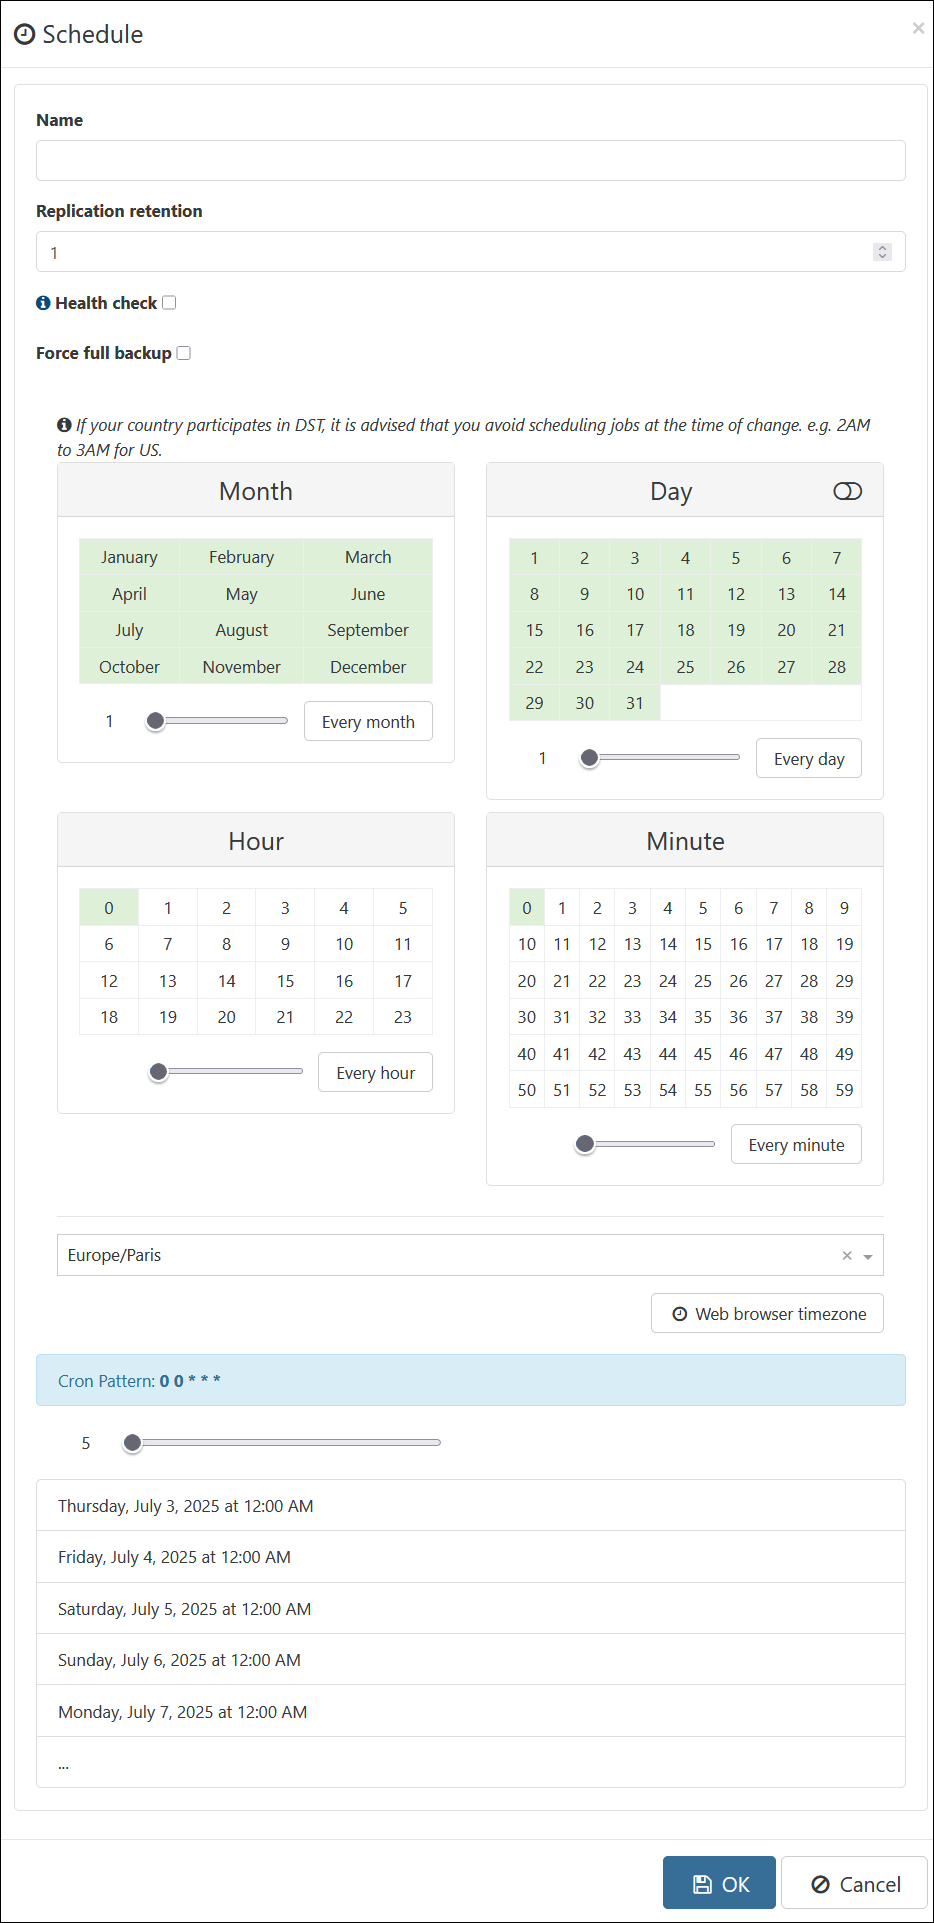 Schedule
×
Name
Replication retention
1
Health check
Force full backup
If your country participates in DST, it is advised that you avoid scheduling jobs at the time of change. e.g. 2AM
to 3AM for US.
Month
January February March
April May June
July August September
October November December
1 Every month
Day
1 2 3 4 5 6 7
8 9 10 11 12 13 14
15 16 17 18 19 20 21
22 23 24 25 26 27 28
29 30 31
1 Every day
Hour
0 1 2 3 4 5
6 7 8 9 10 11
12 13 14 15 16 17
18 19 20 21 22 23
Every hour
Minute
0 1 2 3 4 5 6 7 8 9
10 11 12 13 14 15 16 17 18 19
20 21 22 23 24 25 26 27 28 29
30 31 32 33 34 35 36 37 38 39
40 41 42 43 44 45 46 47 48 49
50 51 52 53 54 55 56 57 58 59
Every minute
Europe/Paris ×
Web browser timezone
Cron Pattern: 0 0 * * *
5
Thursday, July 3, 2025 at 12:00 AM
Friday, July 4, 2025 at 12:00 AM
Saturday, July 5, 2025 at 12:00 AM
Sunday, July 6, 2025 at 12:00 AM
Monday, July 7, 2025 at 12:00 AM
...
OK Cancel